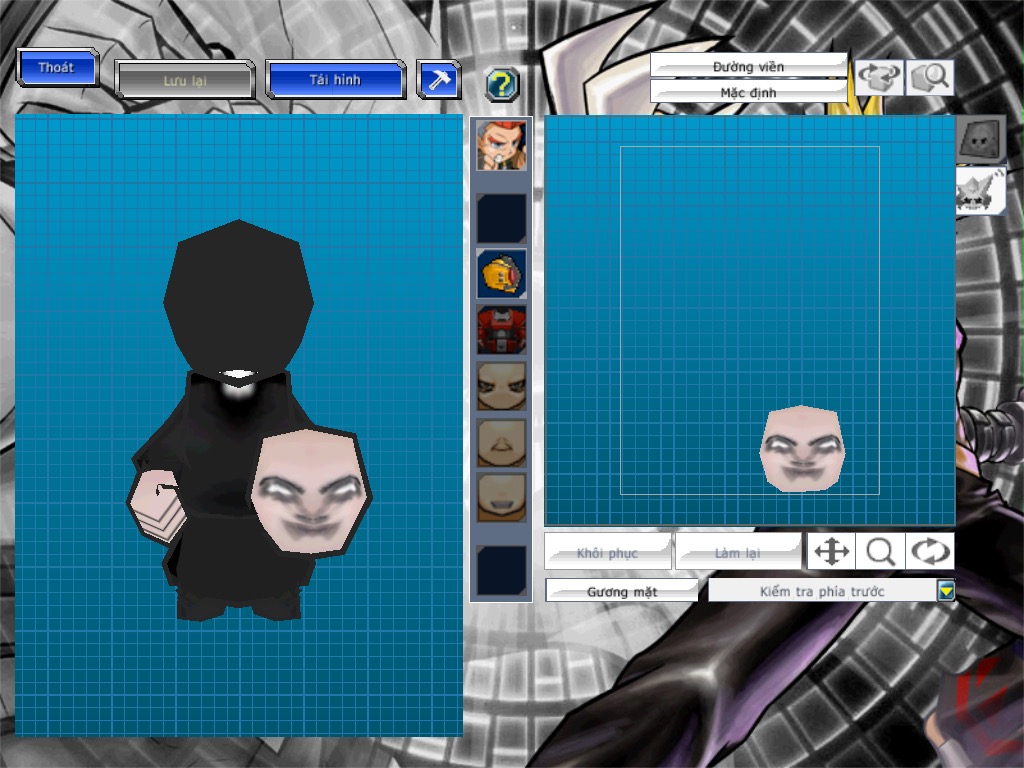 Thoát
Lưu lại
Tải hình
?
Đường viền
Mặc định
Khôi phục
Làm lại
Gương mặt
Kiểm tra phía trước